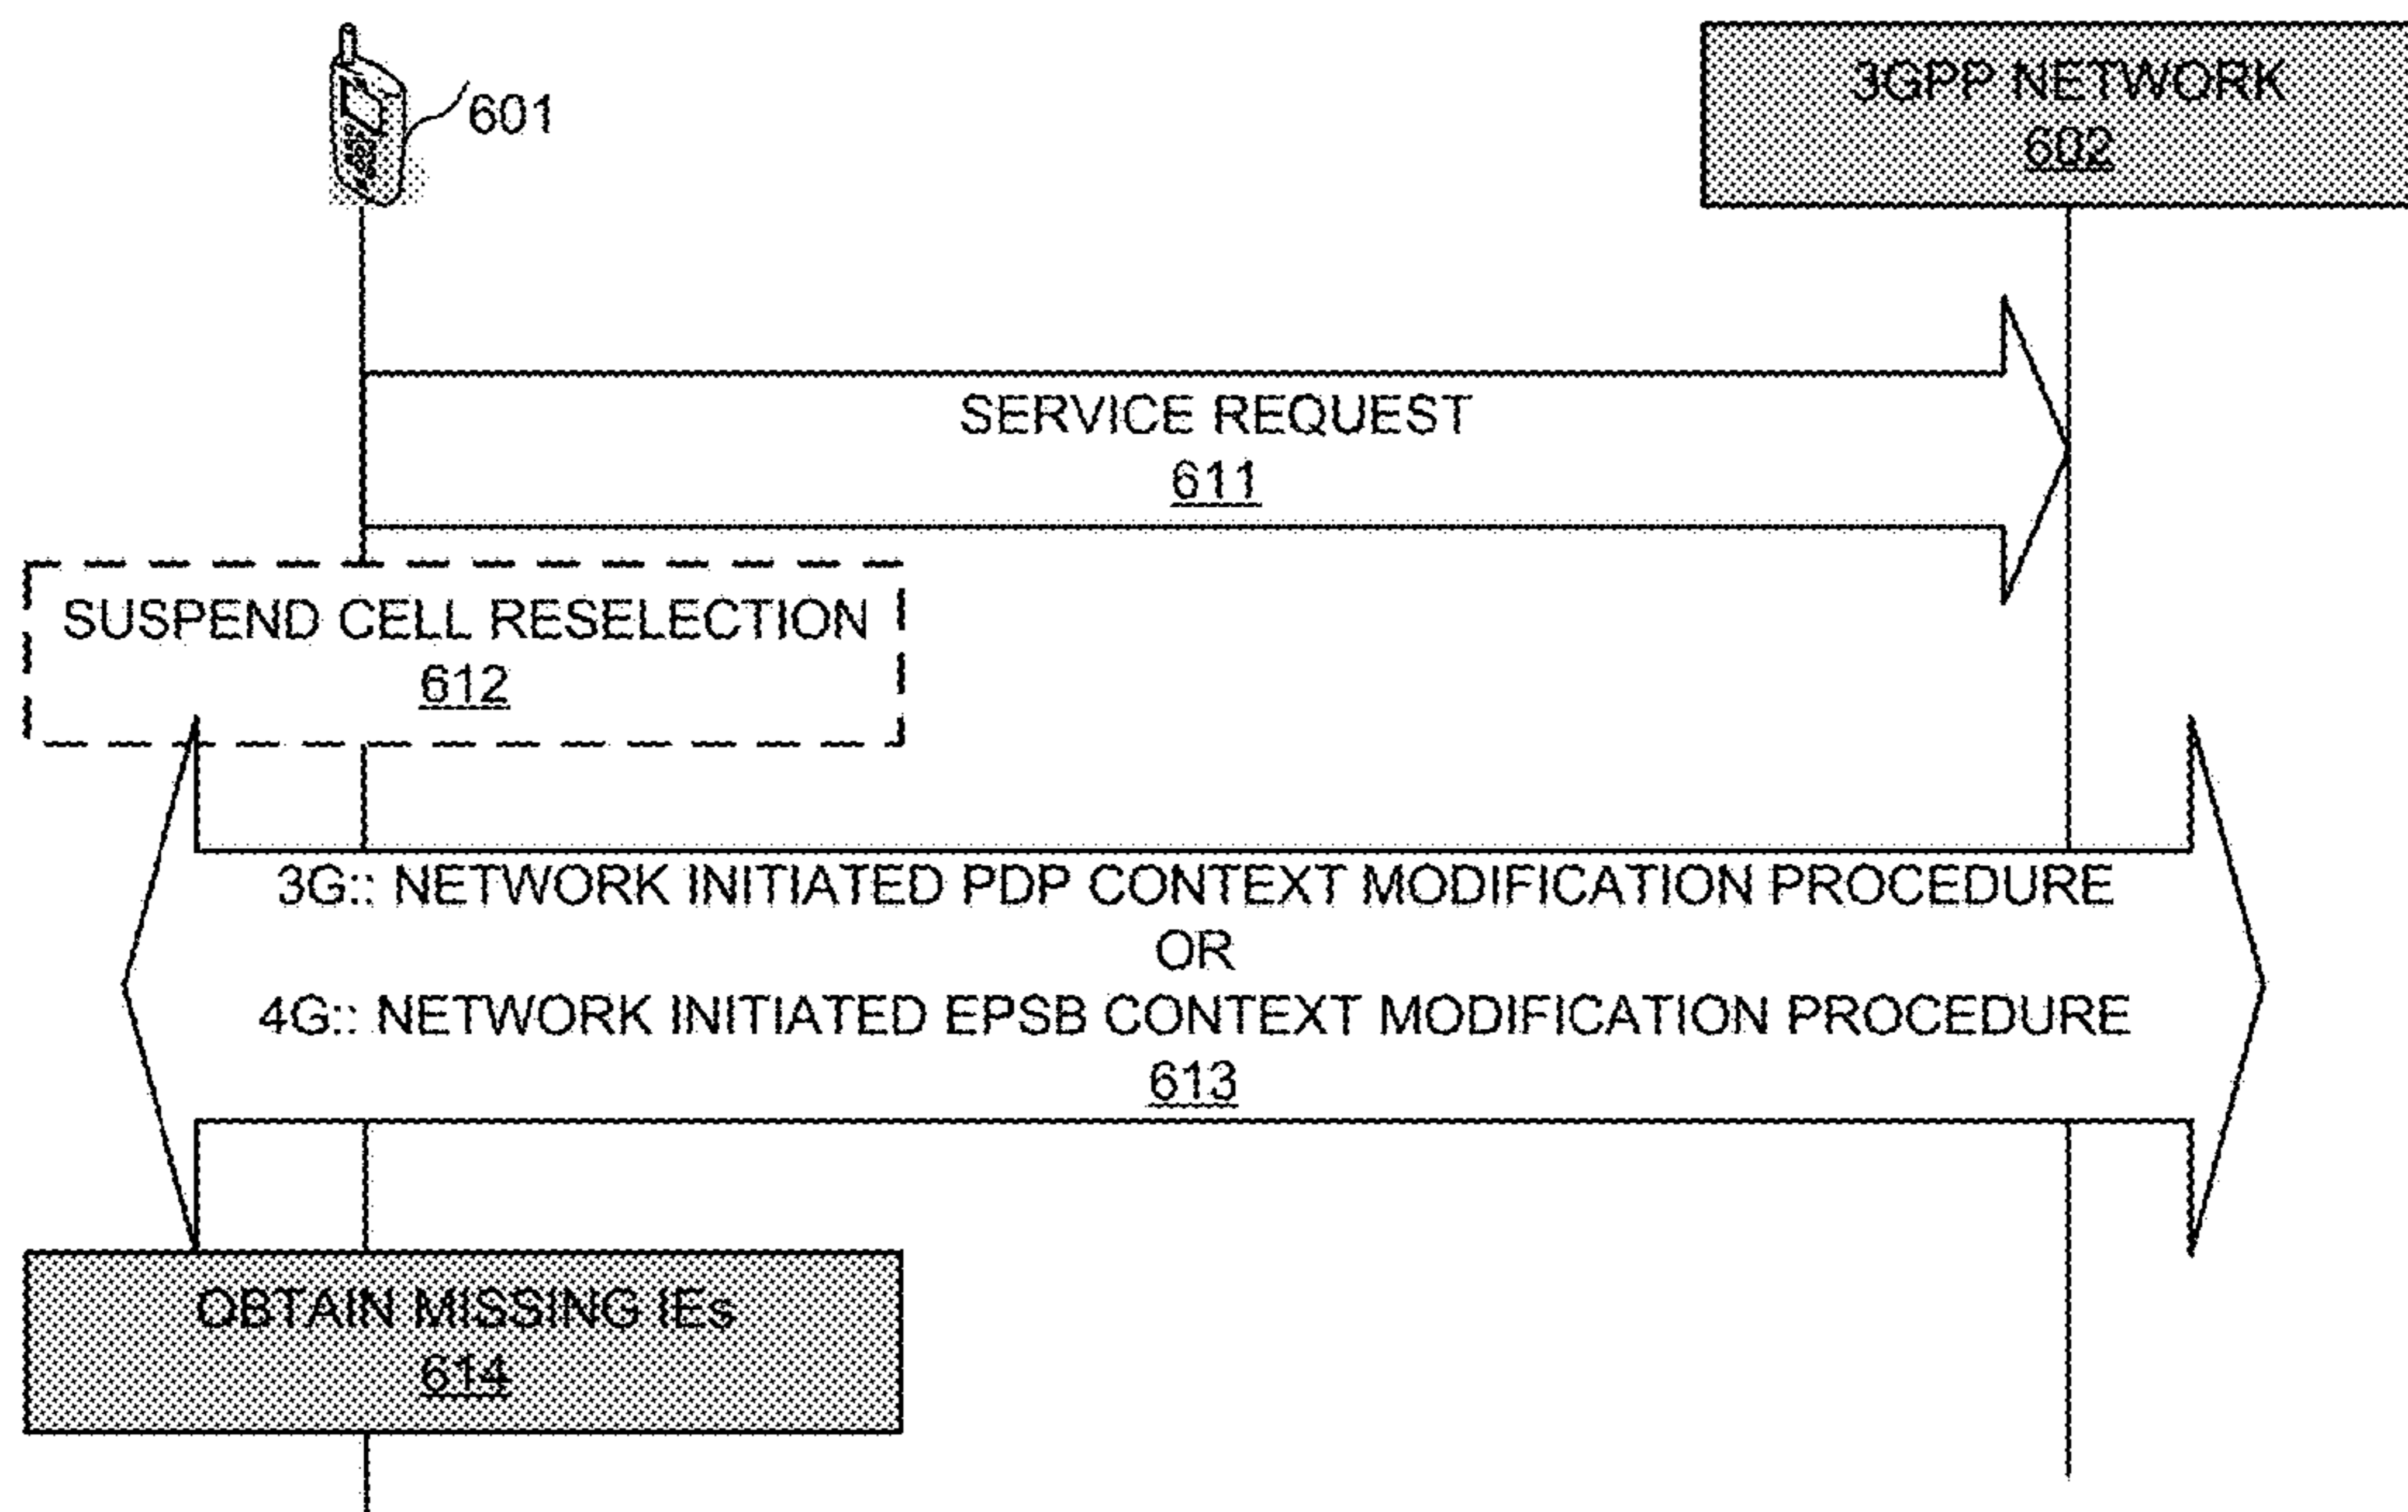 601
3GPP NETWORK
602
SERVICE REQUEST
611
SUSPEND CELL RESELECTION
612
3G:: NETWORK INITIATED PDP CONTEXT MODIFICATION PROCEDURE
OR
4G:: NETWORK INITIATED EPSB CONTEXT MODIFICATION PROCEDURE
613
OBTAIN MISSING IEs
614